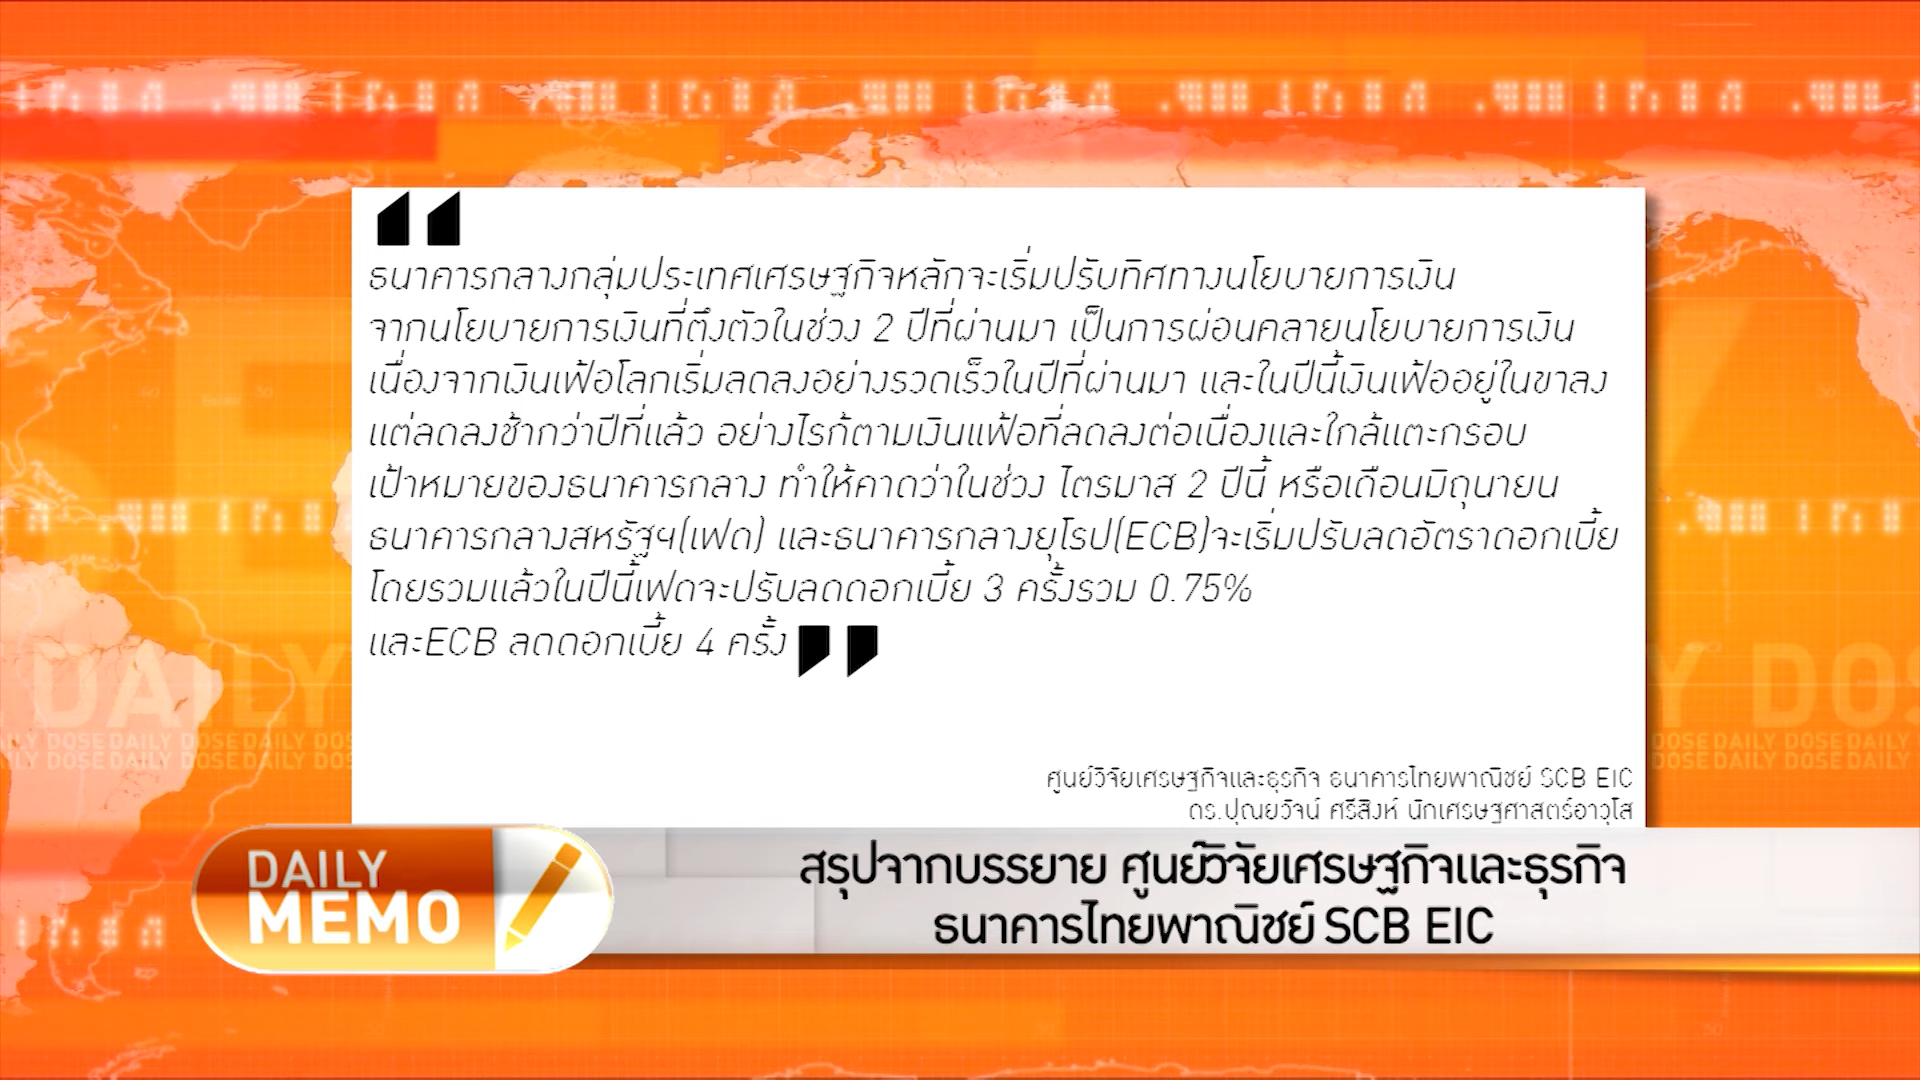 ธนาคารกลางกลุ่มประเทศเศรษฐกิจหลักจะเริ่มปรับทิศทางนโยบายการเงิน
จากนโยบายการเงินที่ตึงตัวในช่วง 2 ปีที่ผ่านมา เป็นการผ่อนคลายนโยบายการเงิน
เนื่องจากเงินเฟ้อโลกเริ่มลดลงอย่างรวดเร็วในปีที่ผ่านมา และในปีนี้เงินเฟ้ออยู่ในขาลง
แต่ลดลงช้ากว่าปีที่แล้ว อย่างไรก็ตามเงินแฟ้อที่ลดลงต่อเนื่องและใกล้แตะกรอบ
เป้าหมายของธนาคารกลาง ทำให้คาดว่าในช่วง ไตรมาส 2 ปีนี้ หรือเดือนมิถุนายน
ธนาคารกลางสหรัฐฯ(เฟด) และธนาคารกลางยุโรป(ECB)จะเริ่มปรับลดอัตราดอกเบี้ย
โดยรวมแล้วในปีนี้เฟดจะปรับลดดอกเบี้ย 3 ครั้งรวม 0.75%
และECB ลดดอกเบี้ย 4 ครั้ง
ศูนย์วิจัยเศรษฐกิจและธุรกิจ ธนาคารไทยพาณิชย์ SCB EIC
ดร.ปุณยวัจน์ ศรีสิงห์ นักเศรษฐศาสตร์อาวุโส
DAILY
MEMO
สรุปจากบรรยาย ศูนย์วิจัยเศรษฐกิจและธุรกิจ
ธนาคารไทยพาณิชย์ SCB EIC
DAILY
DOSE
DOSE DAILY DOSE DAILY